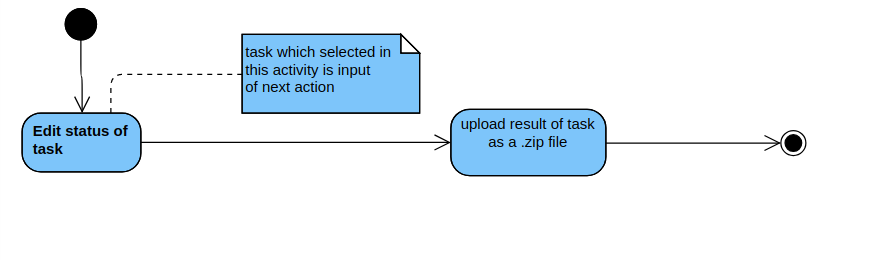 task which selected in
this activity is input
of next action
Edit status of
task
upload result of task
as a .zip file